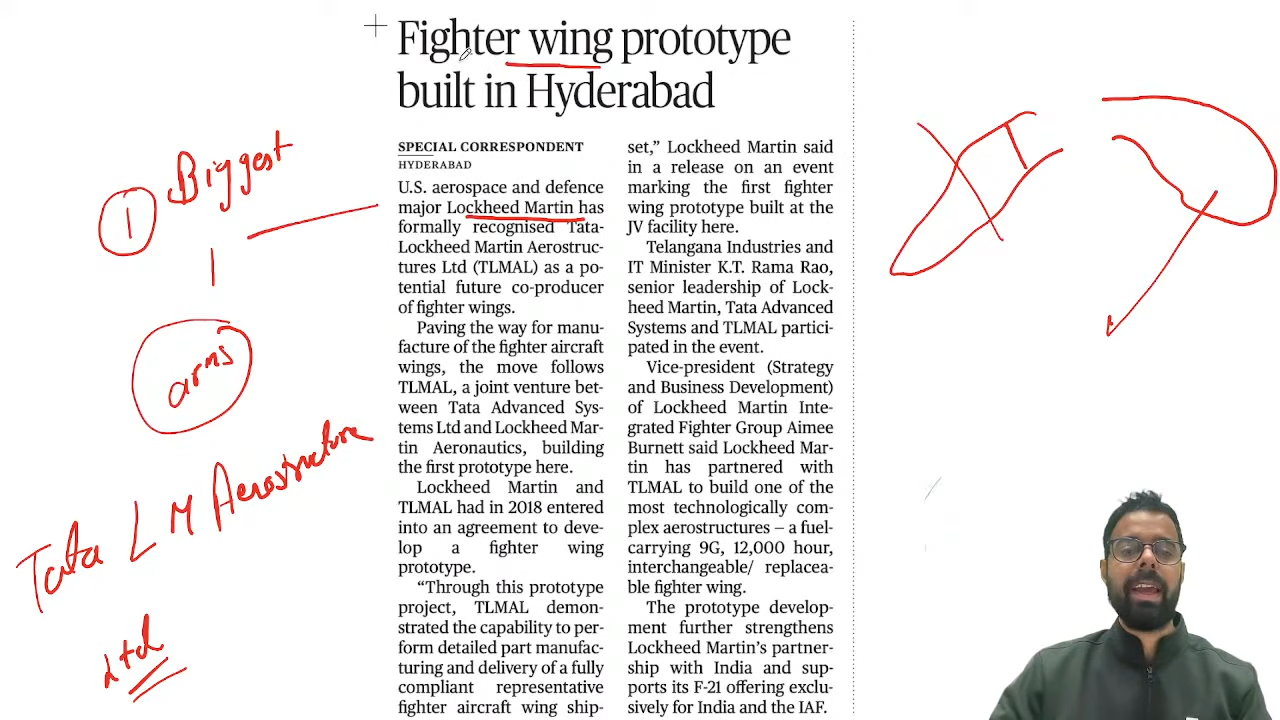 Fighter wing prototype
built in Hyderabad
SPECIAL CORRESPONDENT
HYDERABAD
U.S. aerospace and defence
major Lockheed Martin has
formally recognised Tata-
Lockheed Martin Aerostruc-
tures Ltd (TLMAL) as a po-
tential future co-producer
of fighter wings.
Paving the way for manu-
facture of the fighter aircraft
wings, the move follows
TLMAL, a joint venture bet-
ween Tata Advanced Sys-
tems Ltd and Lockheed Mar-
tin Aeronautics, building
the first prototype here.
Lockheed Martin and
TLMAL had in 2018 entered
into an agreement to deve-
lop a fighter wing
prototype.
“Through this prototype
project, TLMAL demon-
strated the capability to per-
form detailed part manufac-
turing and delivery of a fully
compliant representative
fighter aircraft wing ship-
set,” Lockheed Martin said
in a release on an event
marking the first fighter
wing prototype built at the
JV facility here.
Telangana Industries and
IT Minister K.T. Rama Rao,
senior leadership of Lock-
heed Martin, Tata Advanced
Systems and TLMAL partici-
pated in the event.
Vice-president (Strategy
and Business Development)
of Lockheed Martin Inte-
grated Fighter Group Aimee
Burnett said Lockheed Mar-
tin has partnered with
TLMAL to build one of the
most technologically com-
plex aerostructures – a fuel-
carrying 9G, 12,000 hour,
interchangeable/ replacea-
ble fighter wing.
The prototype develop-
ment further strengthens
Lockheed Martin’s partner-
ship with India and sup-
ports its F-21 offering exclu-
sively for India and the IAF.
1 Biggest
arms
Tata L M Aerostructure
Ltd